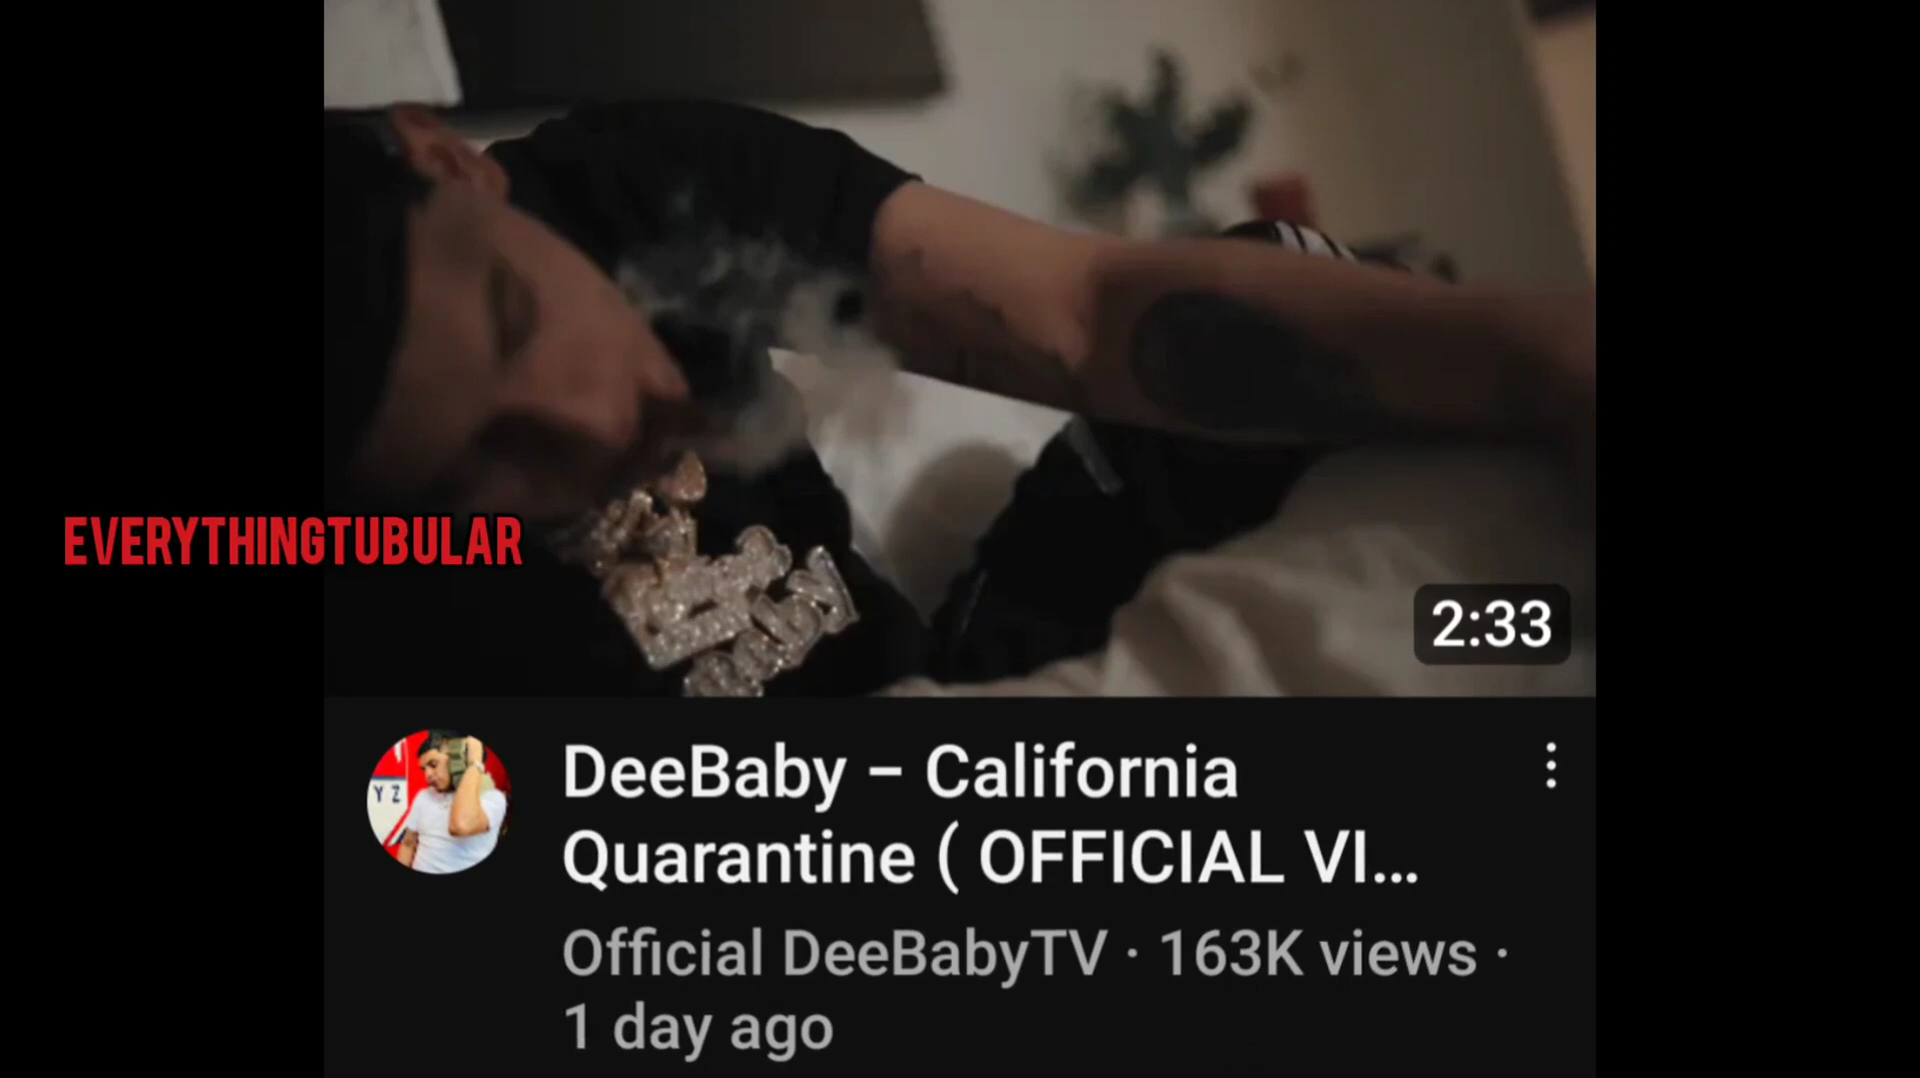 EVERYTHINGTUBULAR
2:33
Y Z
DeeBaby – California
Quarantine ( OFFICIAL VI...
Official DeeBabyTV · 163K views ·
1 day ago